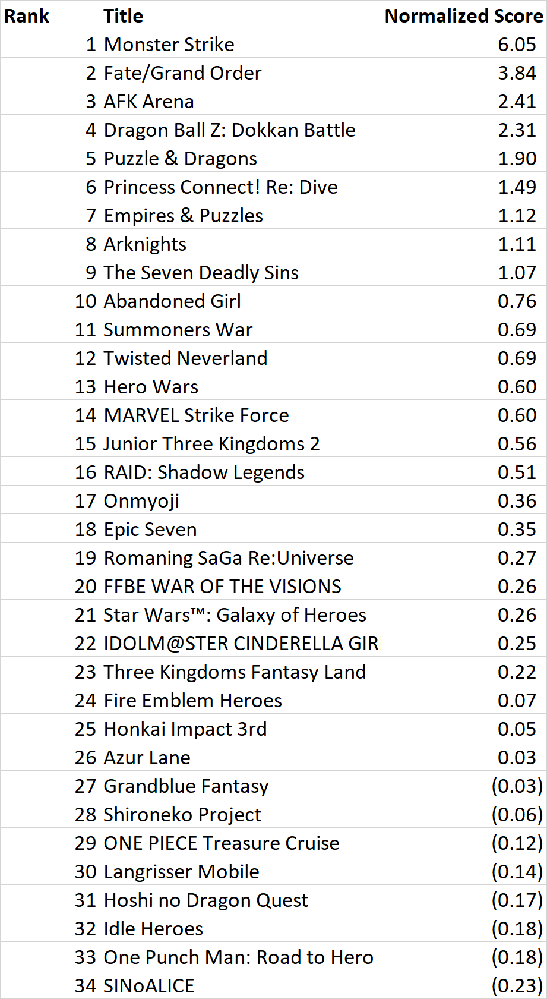 Rank Title Normalized Score
1 Monster Strike 6.05
2 Fate/Grand Order 3.84
3 AFK Arena 2.41
4 Dragon Ball Z: Dokkan Battle 2.31
5 Puzzle & Dragons 1.90
6 Princess Connect! Re: Dive 1.49
7 Empires & Puzzles 1.12
8 Arknights 1.11
9 The Seven Deadly Sins 1.07
10 Abandoned Girl 0.76
11 Summoners War 0.69
12 Twisted Neverland 0.69
13 Hero Wars 0.60
14 MARVEL Strike Force 0.60
15 Junior Three Kingdoms 2 0.56
16 RAID: Shadow Legends 0.51
17 Onmyoji 0.36
18 Epic Seven 0.35
19 Romaning SaGa Re:Universe 0.27
20 FFBE WAR OF THE VISIONS 0.26
21 Star Wars™: Galaxy of Heroes 0.26
22 IDOLM@STER CINDERELLA GIR 0.25
23 Three Kingdoms Fantasy Land 0.22
24 Fire Emblem Heroes 0.07
25 Honkai Impact 3rd 0.05
26 Azur Lane 0.03
27 Grandblue Fantasy (0.03)
28 Shironeko Project (0.06)
29 ONE PIECE Treasure Cruise (0.12)
30 Langrisser Mobile (0.14)
31 Hoshi no Dragon Quest (0.17)
32 Idle Heroes (0.18)
33 One Punch Man: Road to Hero (0.18)
34 SINoALICE (0.23)